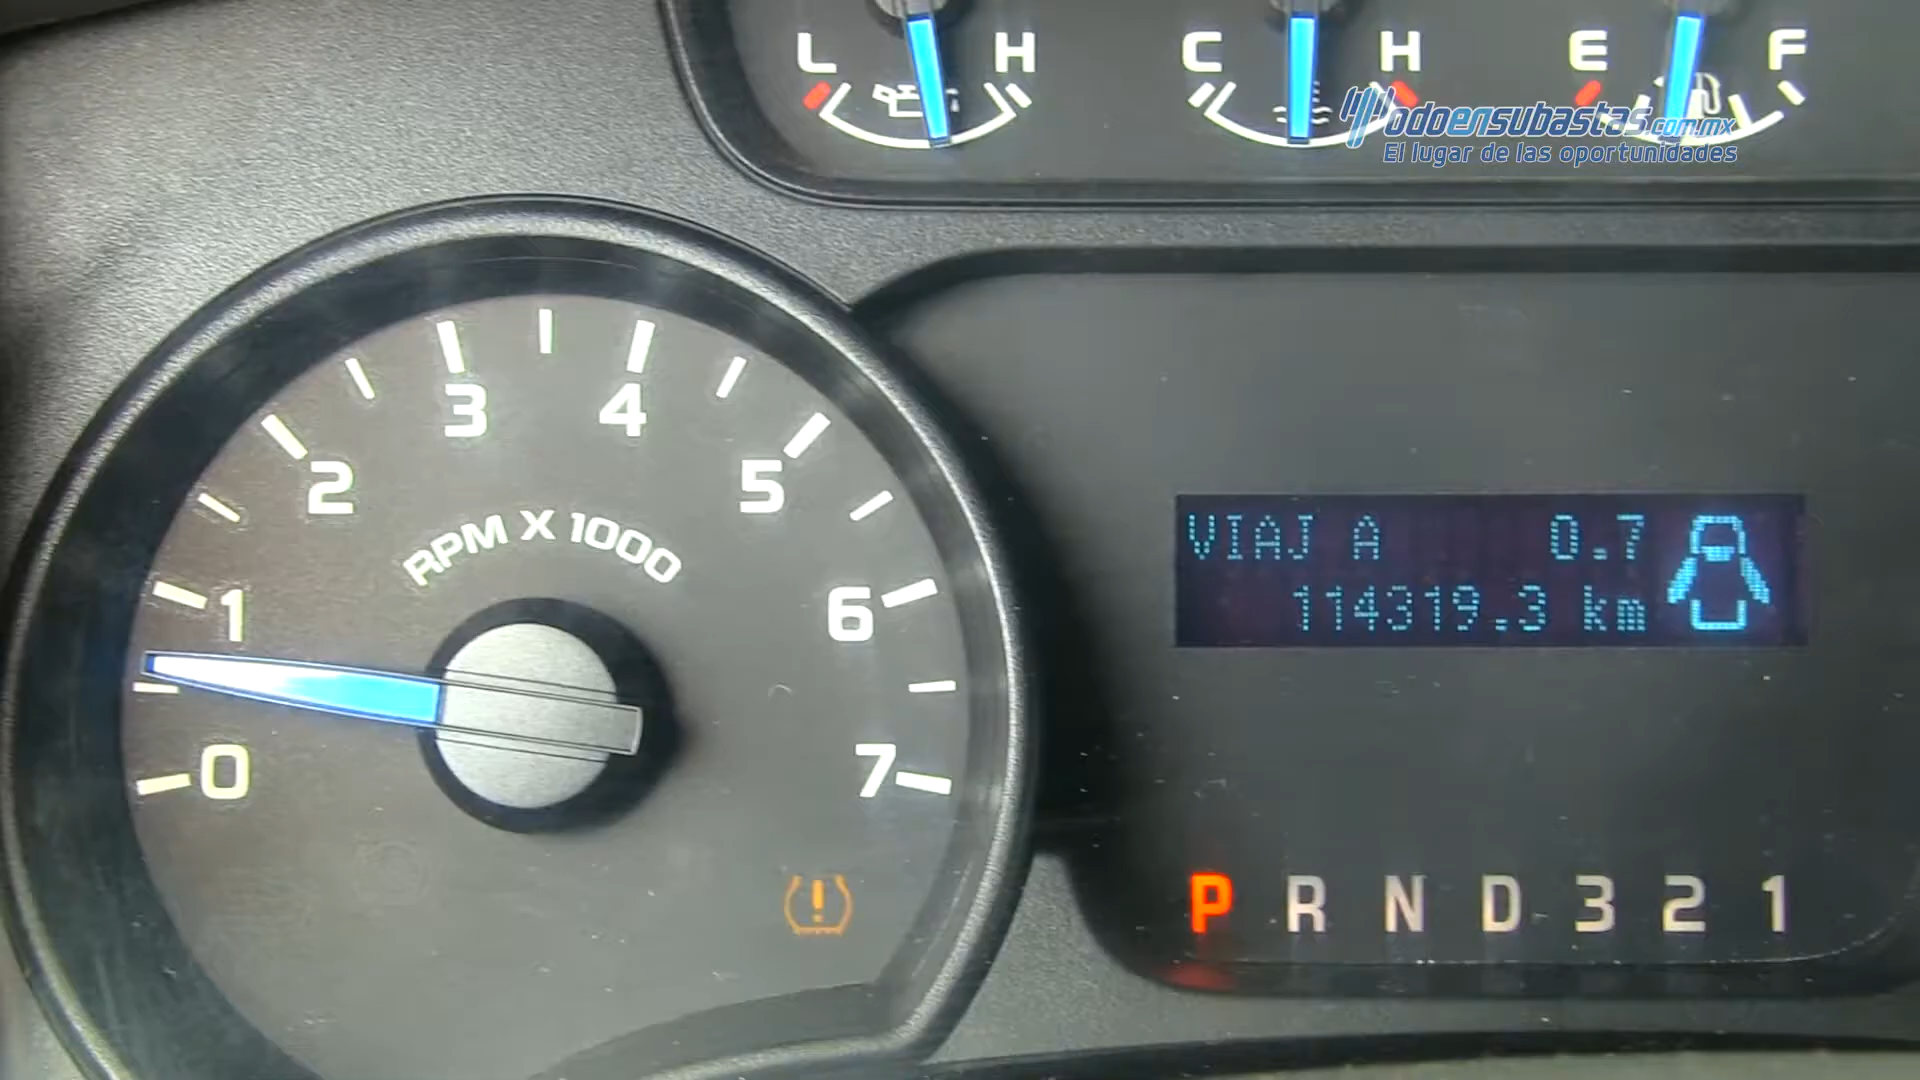 L H C H E F
Modoensubastas.com.mx
El lugar de las oportunidades
0 1 2 3 4 5 6 7
RPM X 1000
VIAJ A 0.7
114319.3 km
P R N D 3 2 1